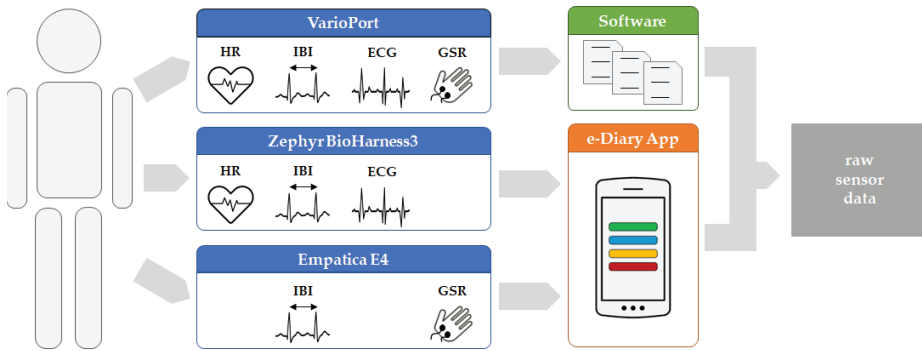 VarioPort
HR IBI ECG GSR
Software
Zephyr BioHarness3
HR IBI ECG
e-Diary App
Empatica E4
IBI GSR
raw
sensor
data